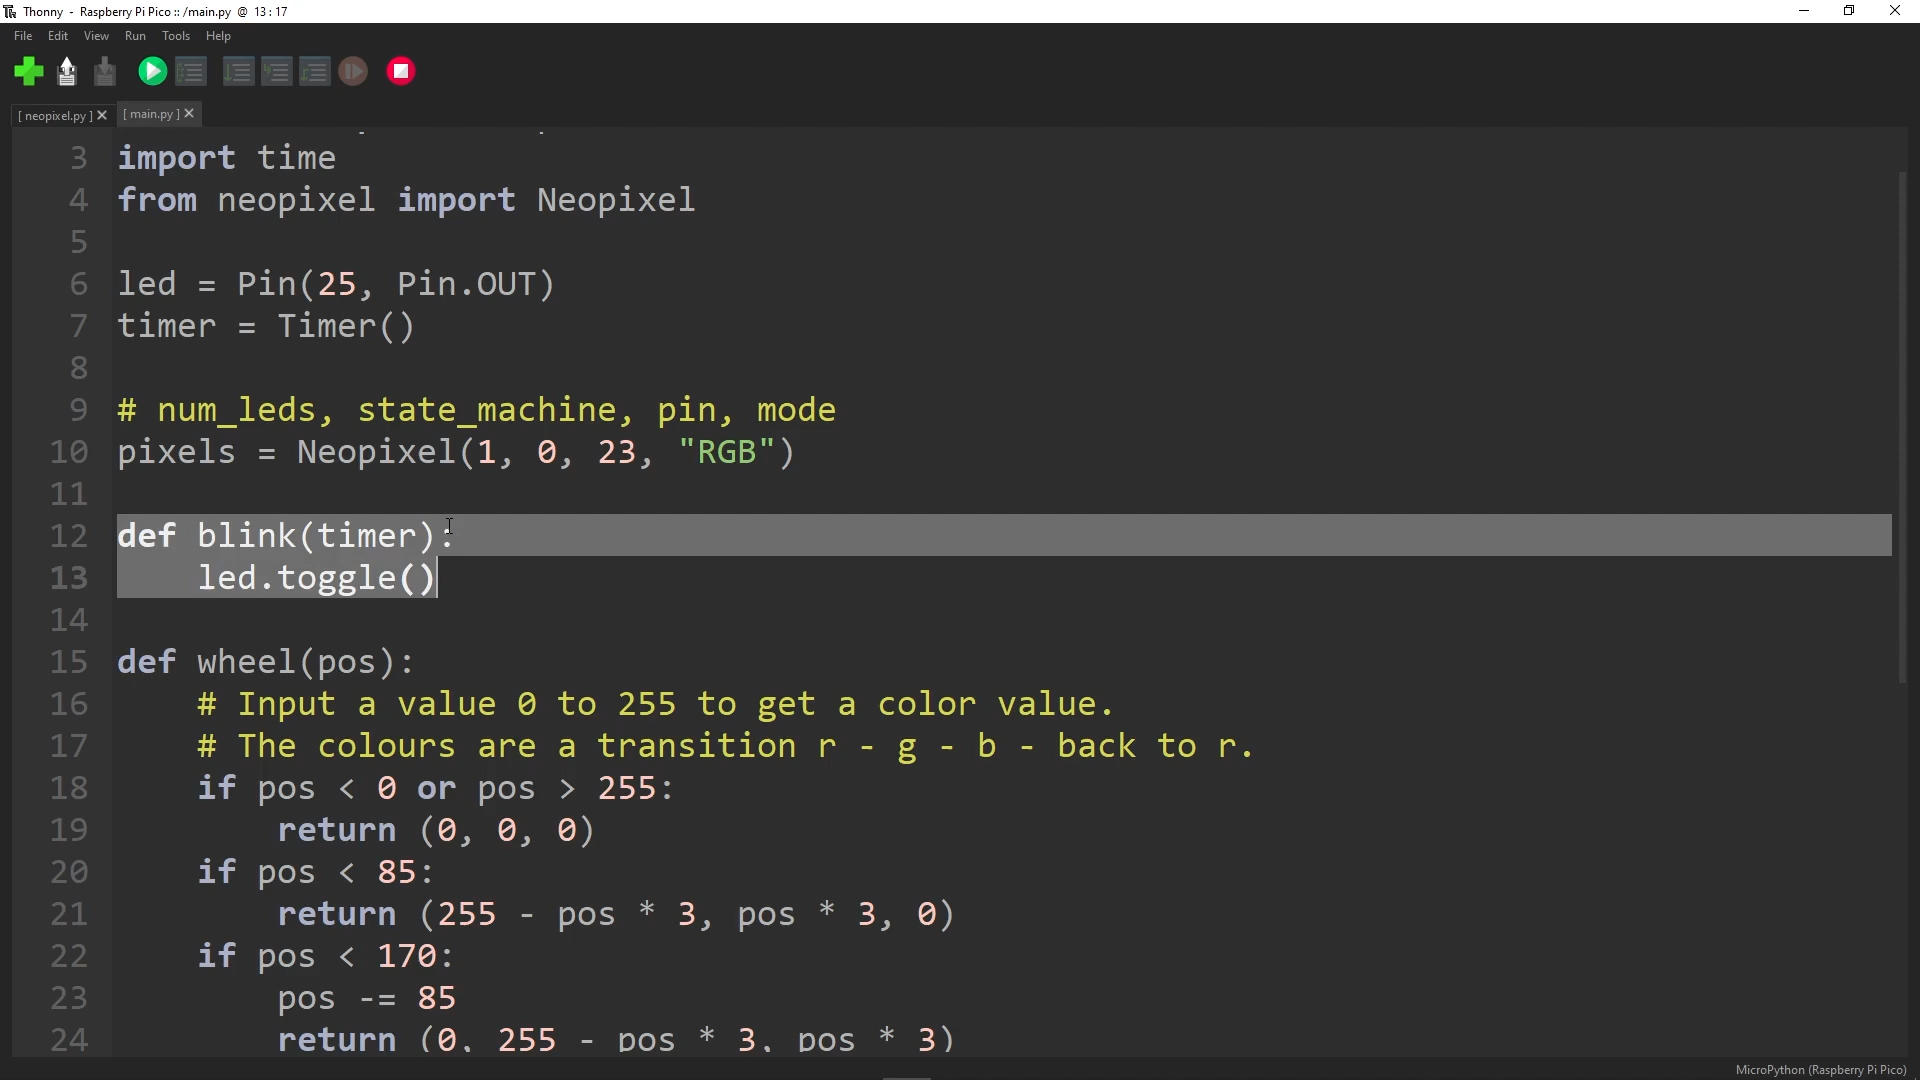 Thonny - Raspberry Pi Pico :: /main.py @ 13 : 17
File Edit View Run Tools Help
[ neopixel.py ] [ main.py ]
3 import time
4 from neopixel import Neopixel
5
6 led = Pin(25, Pin.OUT)
7 timer = Timer()
8
9 # num_leds, state_machine, pin, mode
10 pixels = Neopixel(1, 0, 23, "RGB")
11
12 def blink(timer):
13     led.toggle()
14
15 def wheel(pos):
16     # Input a value 0 to 255 to get a color value.
17     # The colours are a transition r - g - b - back to r.
18     if pos < 0 or pos > 255:
19         return (0, 0, 0)
20     if pos < 85:
21         return (255 - pos * 3, pos * 3, 0)
22     if pos < 170:
23         pos -= 85
24         return (0, 255 - pos * 3, pos * 3)
MicroPython (Raspberry Pi Pico)